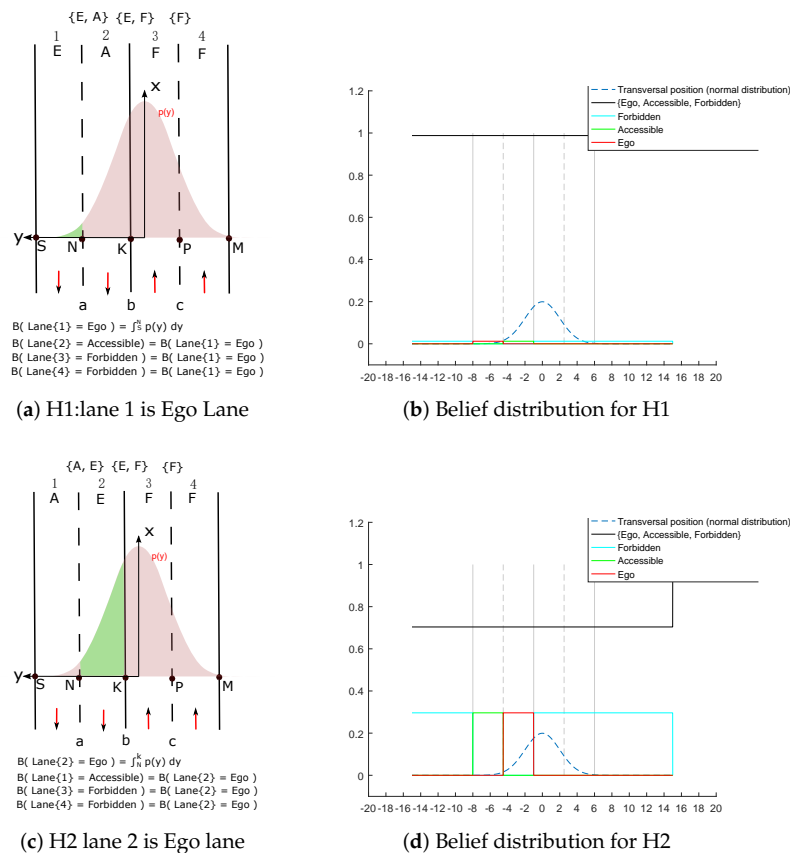 {E, A} {E, F} {F}
1 2 3 4
E A F F
x
p(y)
y
S N K P M
a b c
B( Lane{1} = Ego ) = ∫_S^N p(y) dy
B( Lane{2} = Accessible) = B( Lane{1} = Ego )
B( Lane{3} = Forbidden ) = B( Lane{1} = Ego )
B( Lane{4} = Forbidden ) = B( Lane{1} = Ego )
(a) H1:lane 1 is Ego Lane
Transversal position (normal distribution)
{Ego, Accessible, Forbidden}
Forbidden
Accessible
Ego
1.2
1
0.8
0.6
0.4
0.2
0
-20 -18 -16 -14 -12 -10 -8 -6 -4 -2 0 2 4 6 8 10 12 14 16 18 20
(b) Belief distribution for H1
{A, E} {E, F} {F}
1 2 3 4
A E F F
x
p(y)
y
S N K P M
a b c
B( Lane{2} = Ego ) = ∫_N^k p(y) dy
B( Lane{1} = Accessible) = B( Lane{2} = Ego )
B( Lane{3} = Forbidden ) = B( Lane{2} = Ego )
B( Lane{4} = Forbidden ) = B( Lane{2} = Ego )
(c) H2 lane 2 is Ego lane
Transversal position (normal distribution)
{Ego, Accessible, Forbidden}
Forbidden
Accessible
Ego
1.2
1
0.8
0.6
0.4
0.2
0
-20 -18 -16 -14 -12 -10 -8 -6 -4 -2 0 2 4 6 8 10 12 14 16 18 20
(d) Belief distribution for H2